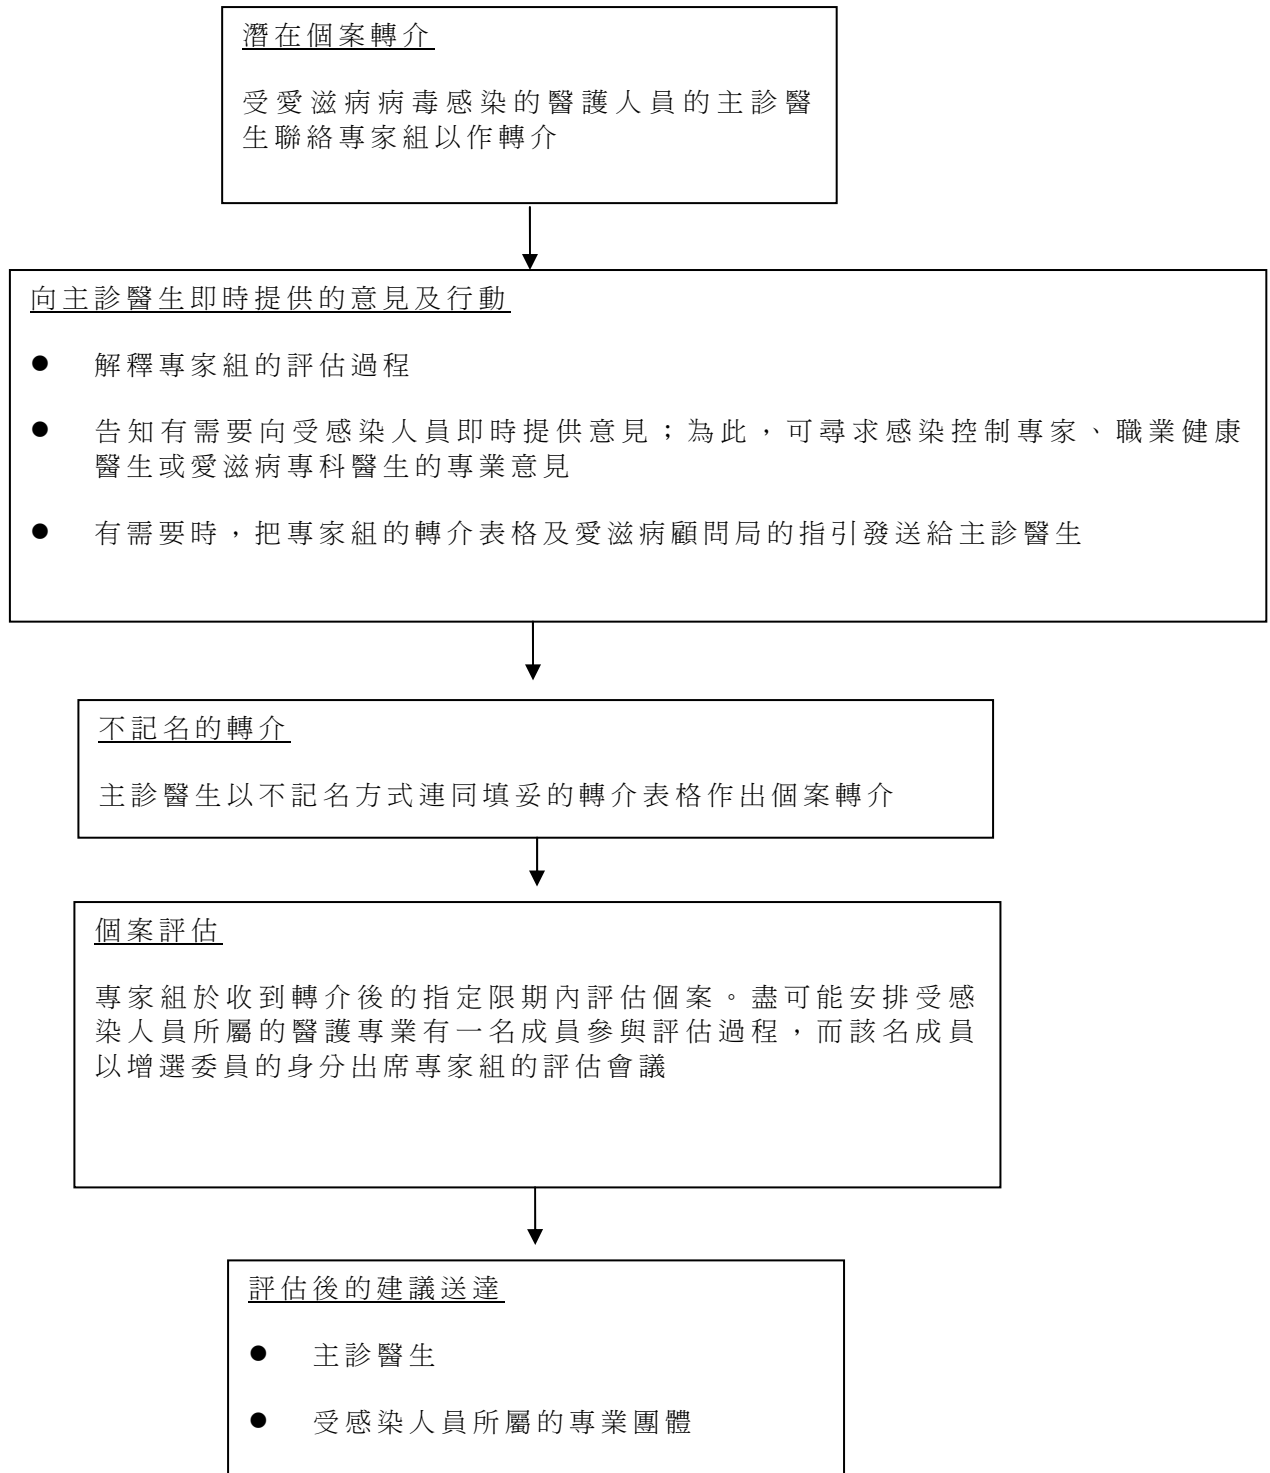 潛在個案轉介
受愛滋病病毒感染的醫護人員的主診醫
生聯絡專家組以作轉介
向主診醫生即時提供的意見及行動
● 解釋專家組的評估過程
● 告知有需要向受感染人員即時提供意見；為此，可尋求感染控制專家、職業健康
醫生或愛滋病專科醫生的專業意見
● 有需要時，把專家組的轉介表格及愛滋病顧問局的指引發送給主診醫生
不記名的轉介
主診醫生以不記名方式連同填妥的轉介表格作出個案轉介
個案評估
專家組於收到轉介後的指定限期內評估個案。盡可能安排受感
染人員所屬的醫護專業有一名成員參與評估過程，而該名成員
以增選委員的身分出席專家組的評估會議
評估後的建議送達
● 主診醫生
● 受感染人員所屬的專業團體